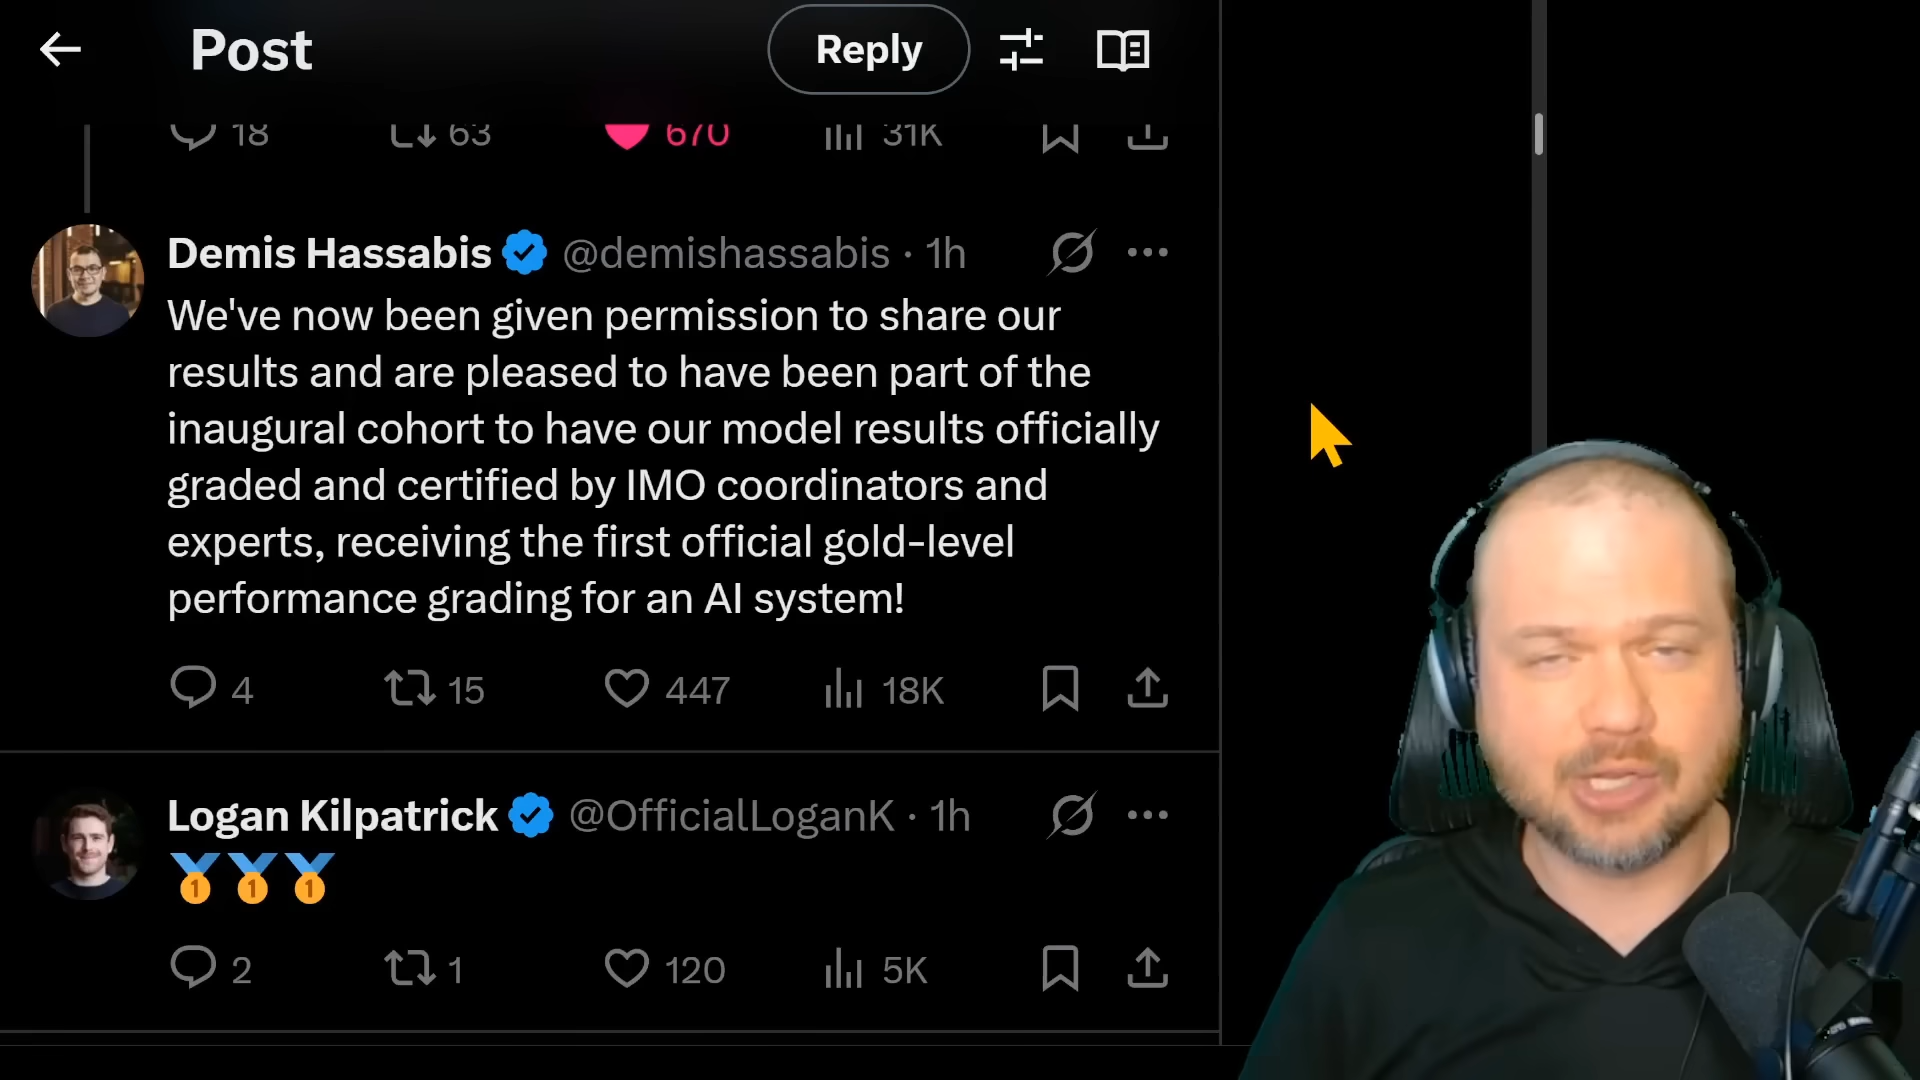 Post
Reply
18 63 670 31K
Demis Hassabis @demishassabis · 1h
We've now been given permission to share our
results and are pleased to have been part of the
inaugural cohort to have our model results officially
graded and certified by IMO coordinators and
experts, receiving the first official gold-level
performance grading for an AI system!
4 15 447 18K
Logan Kilpatrick @OfficialLoganK · 1h
🥇🥇🥇
2 1 120 5K